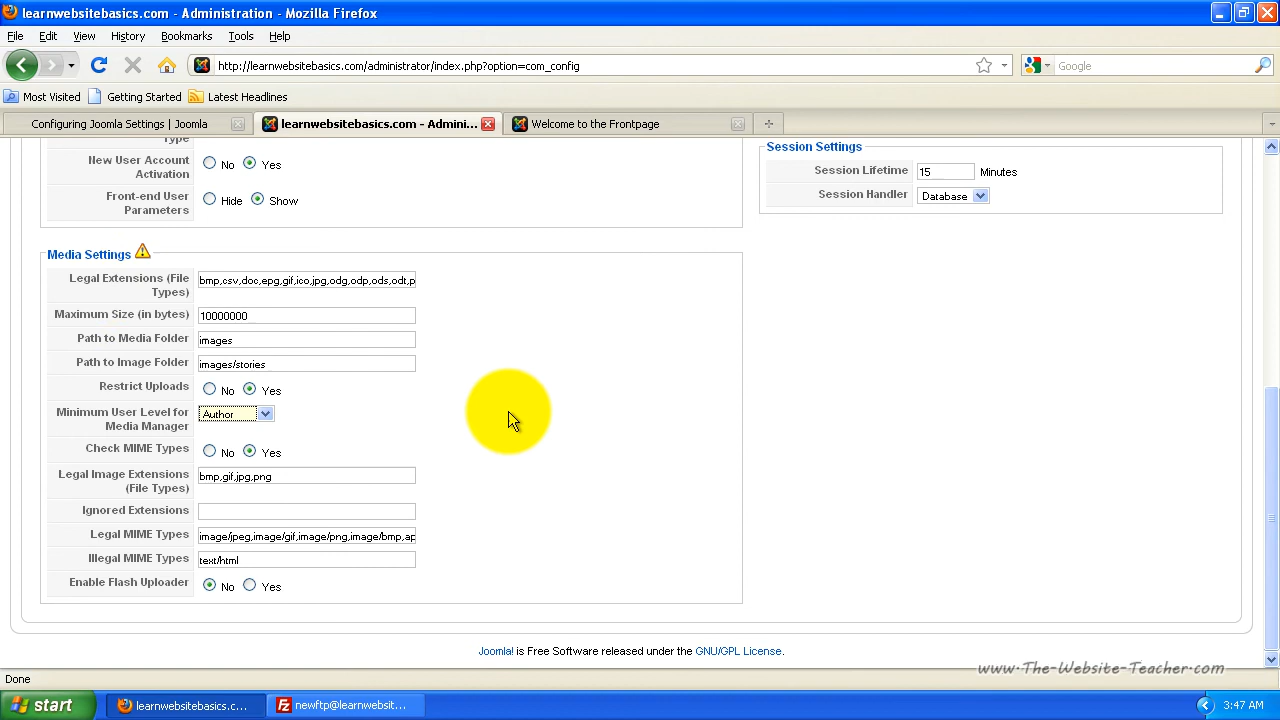 learnwebsitebasics.com - Administration - Mozilla Firefox
File Edit View History Bookmarks Tools Help
http://learnwebsitebasics.com/administrator/index.php?option=com_config
Google
Most Visited Getting Started Latest Headlines
Configuring Joomla Settings | Joomla
learnwebsitebasics.com - Admini...
Welcome to the Frontpage
Type
New User Account Activation No Yes
Front-end User Parameters Hide Show
Session Settings
Session Lifetime 15 Minutes
Session Handler Database
Media Settings
Legal Extensions (File Types) bmp,csv,doc,epg,gif,ico,jpg,odg,odp,ods,odt,p
Maximum Size (in bytes) 10000000
Path to Media Folder images
Path to Image Folder images/stories
Restrict Uploads No Yes
Minimum User Level for Media Manager Author
Check MIME Types No Yes
Legal Image Extensions (File Types) bmp,gif,jpg,png
Ignored Extensions
Legal MIME Types image/jpeg,image/gif,image/png,image/bmp,ap
Illegal MIME Types text/html
Enable Flash Uploader No Yes
Joomla! is Free Software released under the GNU/GPL License.
www.The-Website-Teacher.com
Done
start
learnwebsitebasics.c...
newftp@learnwebsit...
3:47 AM